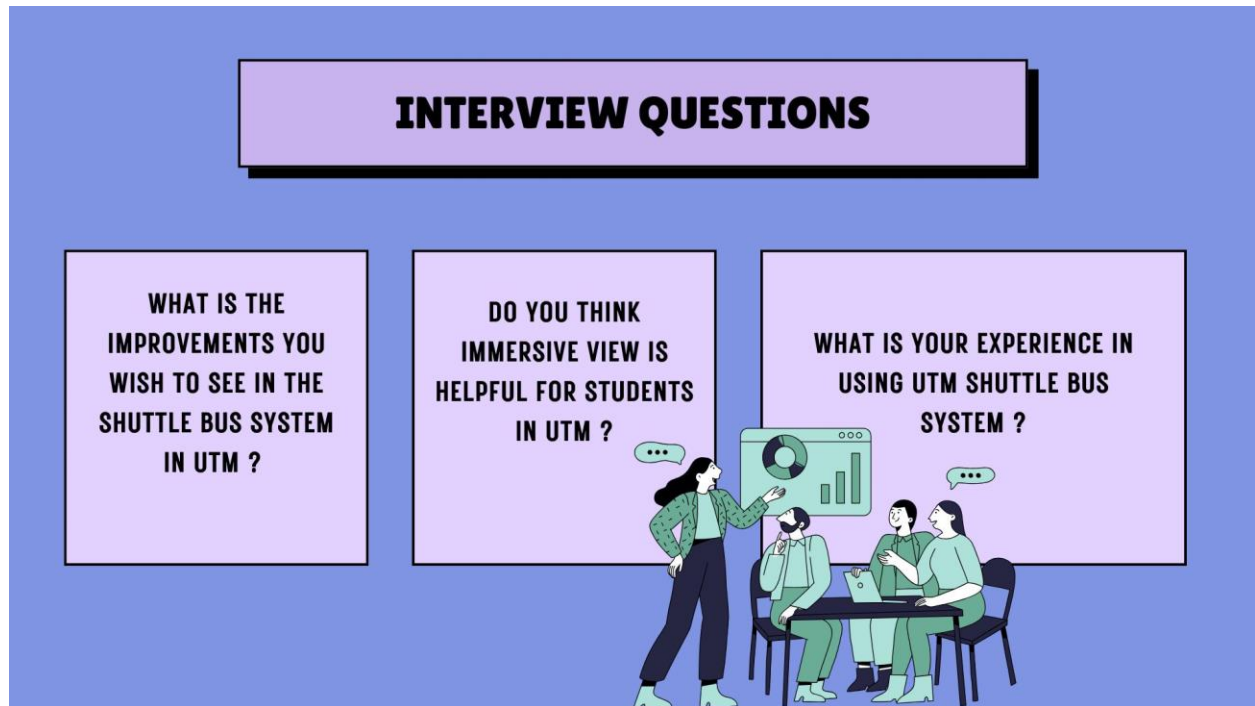 INTERVIEW QUESTIONS
WHAT IS THE
IMPROVEMENTS YOU
WISH TO SEE IN THE
SHUTTLE BUS SYSTEM
IN UTM ?
DO YOU THINK
IMMERSIVE VIEW IS
HELPFUL FOR STUDENTS
IN UTM ?
WHAT IS YOUR EXPERIENCE IN
USING UTM SHUTTLE BUS
SYSTEM ?